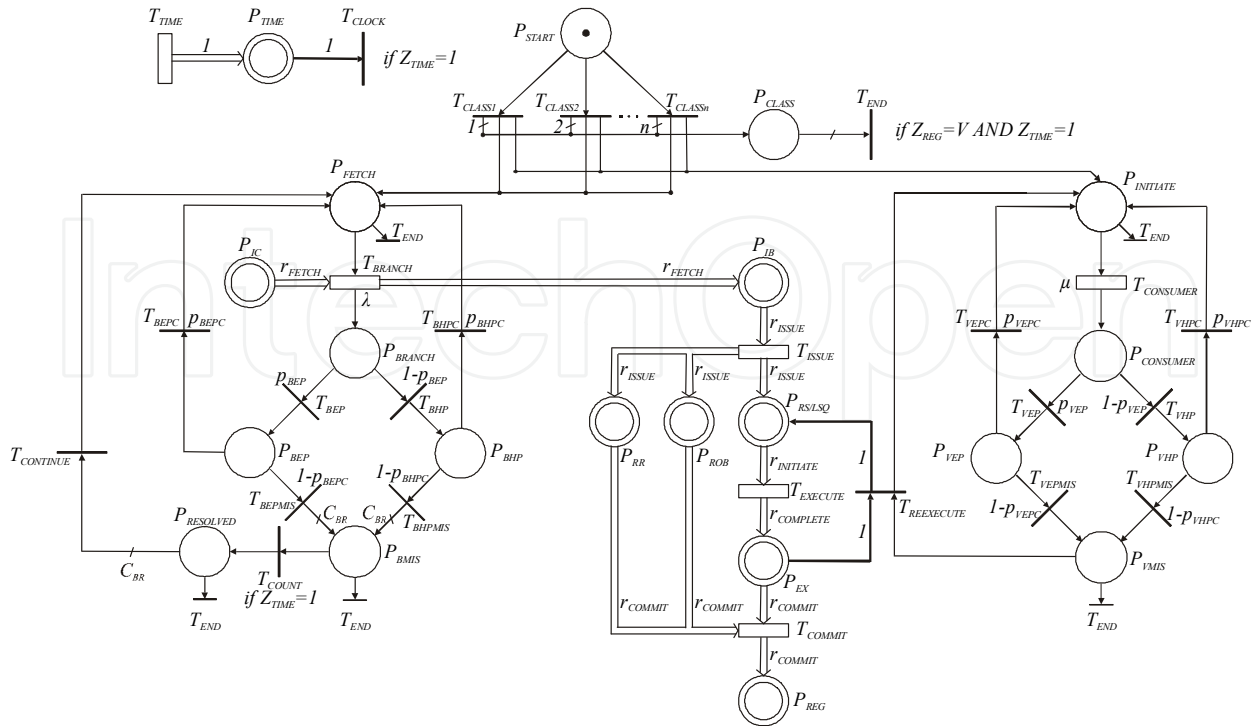 T_TIME
1
P_TIME
1
T_CLOCK
if Z_TIME=1
P_START
T_CLASS1
1
T_CLASS2
2
T_CLASSn
n
P_CLASS
T_END
if Z_REG=V AND Z_TIME=1
P_FETCH
T_END
P_INITIATE
T_END
P_IC
r_FETCH
T_BRANCH
λ
r_FETCH
P_IB
r_ISSUE
T_ISSUE
r_ISSUE
r_ISSUE
r_ISSUE
μ
T_CONSUMER
T_BEPC
p_BEPC
T_BHPC
p_BHPC
P_BRANCH
p_BEP
T_BEP
1-p_BEP
T_BHP
T_VEPC
p_VEPC
T_VHPC
p_VHPC
P_CONSUMER
T_VEP
p_VEP
1-p_VEP
T_VHP
P_RR
P_ROB
P_RS/LSQ
r_INITIATE
T_EXECUTE
r_COMPLETE
1
1
T_REEXECUTE
P_EX
T_CONTINUE
P_BEP
P_BHP
1-p_BEPC
T_BEPMIS
C_BR
1-p_BHPC
C_BR
T_BHPMIS
P_VEP
P_VHP
T_VEPMIS
1-p_VEPC
T_VHPMIS
1-p_VHPC
P_VMIS
T_END
P_RESOLVED
C_BR
T_END
T_COUNT
if Z_TIME=1
P_BMIS
T_END
r_COMMIT
r_COMMIT
r_COMMIT
T_COMMIT
r_COMMIT
P_REG
IntechOpen